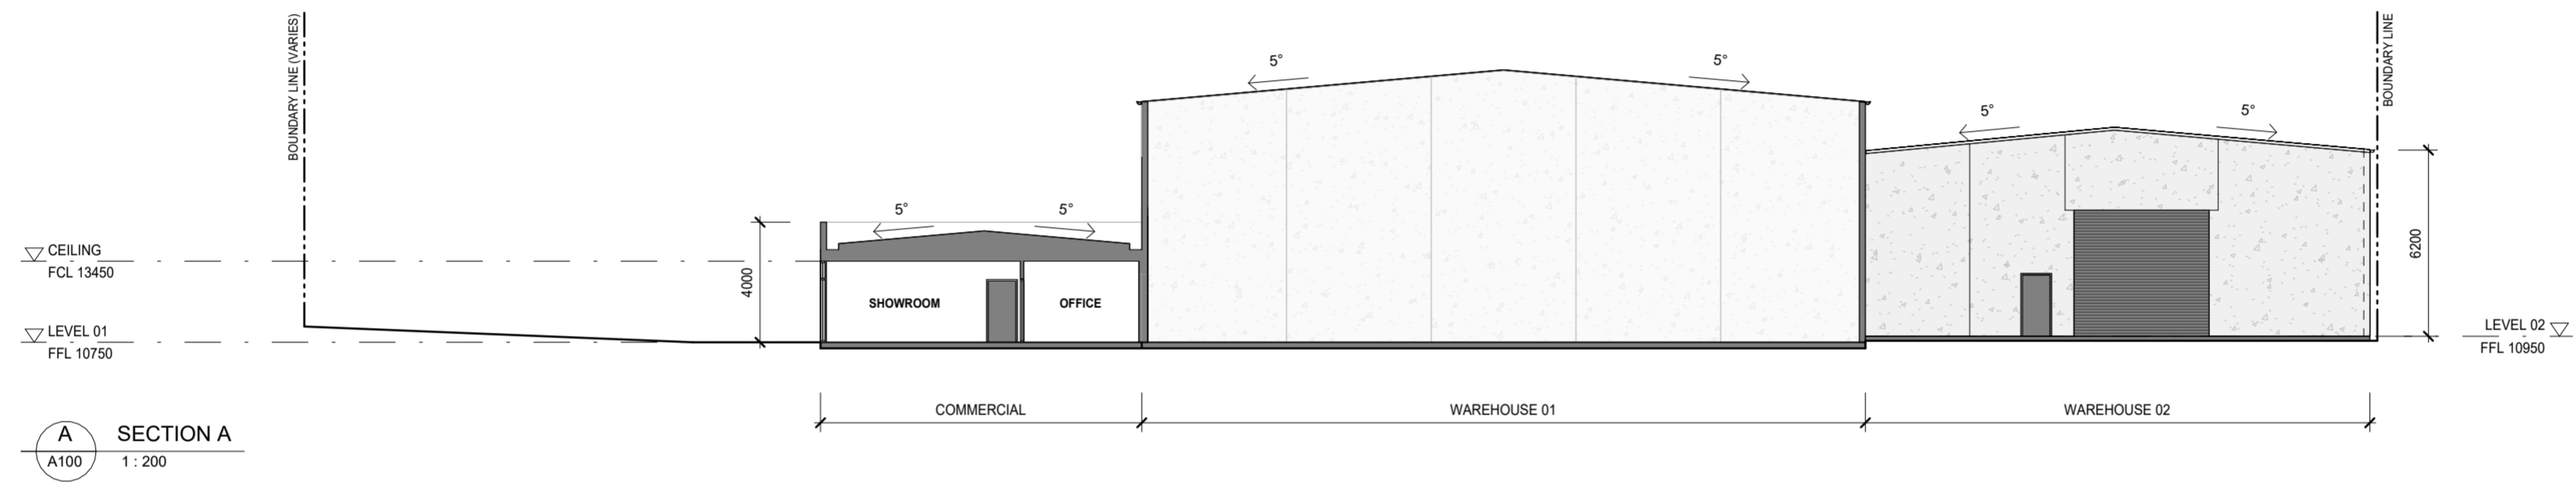 BOUNDARY LINE (VARIES)
BOUNDARY LINE
5°
5°
5°
5°
5°
5°
CEILING
FCL 13450
4000
6200
SHOWROOM
OFFICE
LEVEL 01
FFL 10750
LEVEL 02
FFL 10950
COMMERCIAL
WAREHOUSE 01
WAREHOUSE 02
A
SECTION A
A100
1 : 200